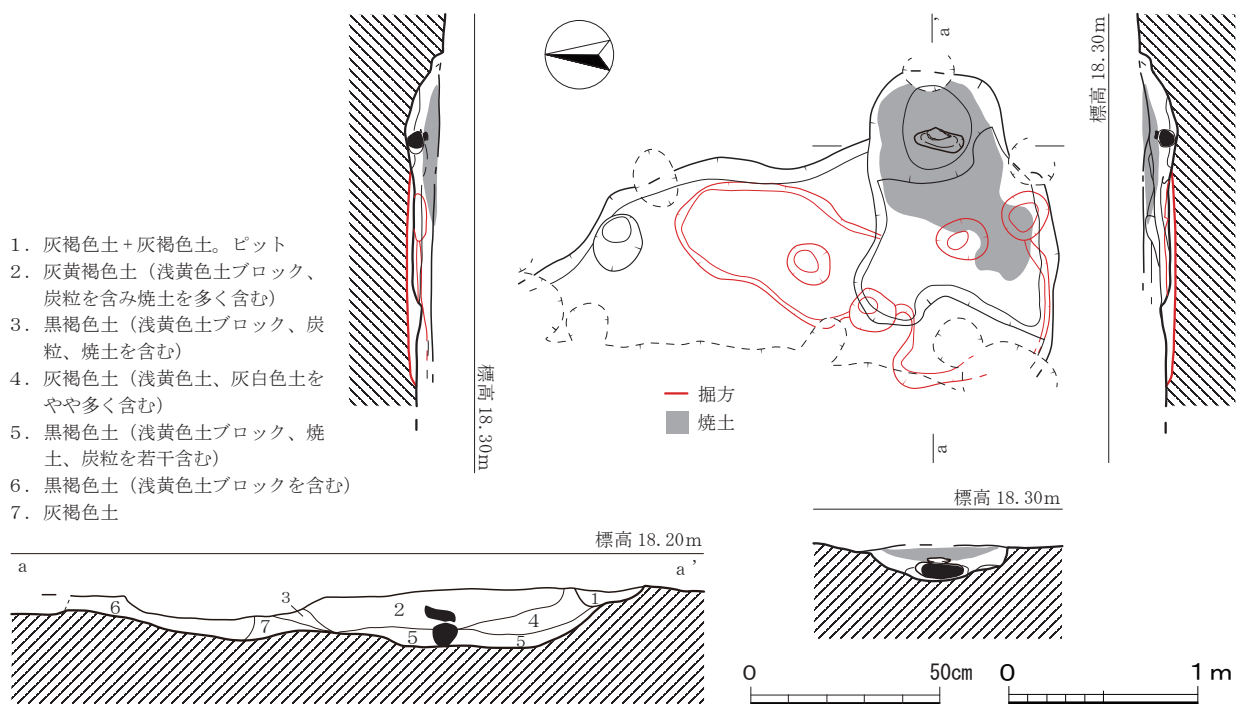 標高 18.30m
a’
標高 18.30m
1．灰褐色土+灰褐色土。ピット
2．灰黄褐色土（浅黄色土ブロック、
炭粒を含み焼土を多く含む）
3．黒褐色土（浅黄色土ブロック、炭
粒、焼土を含む）
4．灰褐色土（浅黄色土、灰白色土を
やや多く含む）
5．黒褐色土（浅黄色土ブロック、焼
土、炭粒を若干含む）
6．黒褐色土（浅黄色土ブロックを含む）
7．灰褐色土
掘方
焼土
a
標高 18.30m
標高 18.20m
a
a’
6
7
3
2
5
4
5
1
0
50cm
0
1m